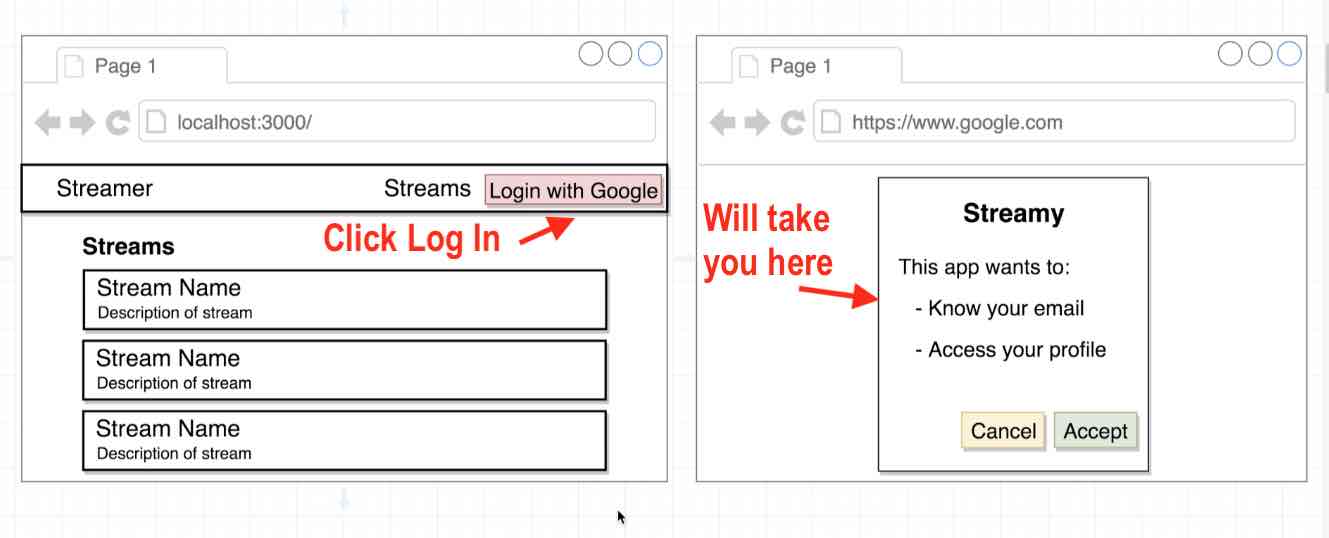 Page 1
localhost:3000/
Streamer
Streams
Login with Google
Click Log In
Streams
Stream Name
Description of stream
Stream Name
Description of stream
Stream Name
Description of stream
Page 1
https://www.google.com
Will take
you here
Streamy
This app wants to:
- Know your email
- Access your profile
Cancel
Accept